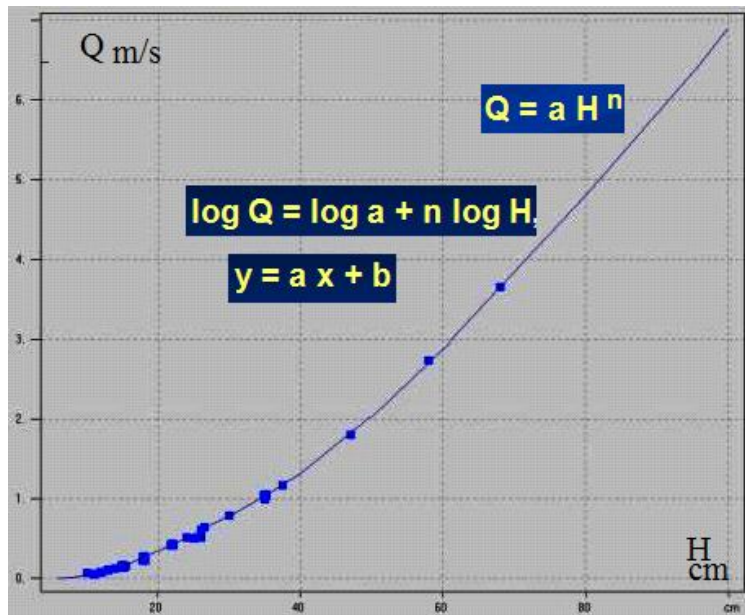 Q m/s
6.
Q = a H n
5.
log Q = log a + n log H,
4.
y = a x + b
3.
2.
1.
0.
H
cm
20
40
60
80
cm